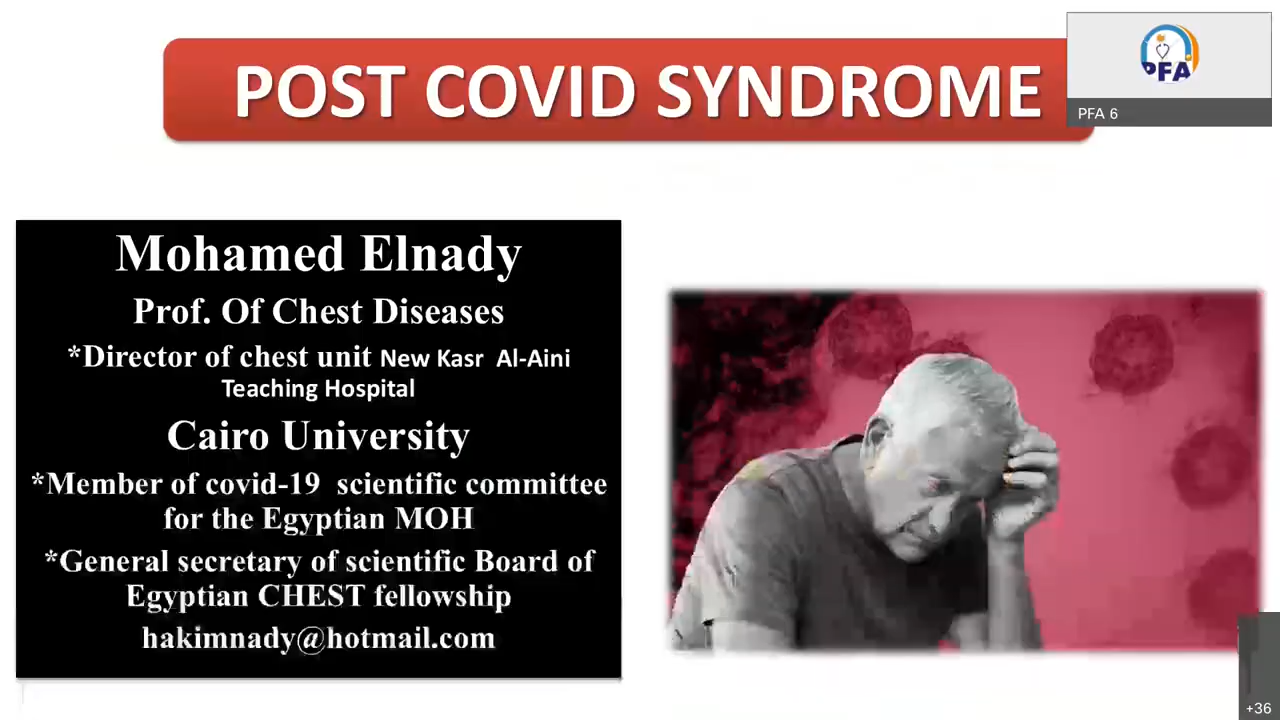 POST COVID SYNDROME
PFA
PFA 6
Mohamed Elnady
Prof. Of Chest Diseases
*Director of chest unit New Kasr Al-Aini
Teaching Hospital
Cairo University
*Member of covid-19 scientific committee
for the Egyptian MOH
*General secretary of scientific Board of
Egyptian CHEST fellowship
hakimnady@hotmail.com
+36